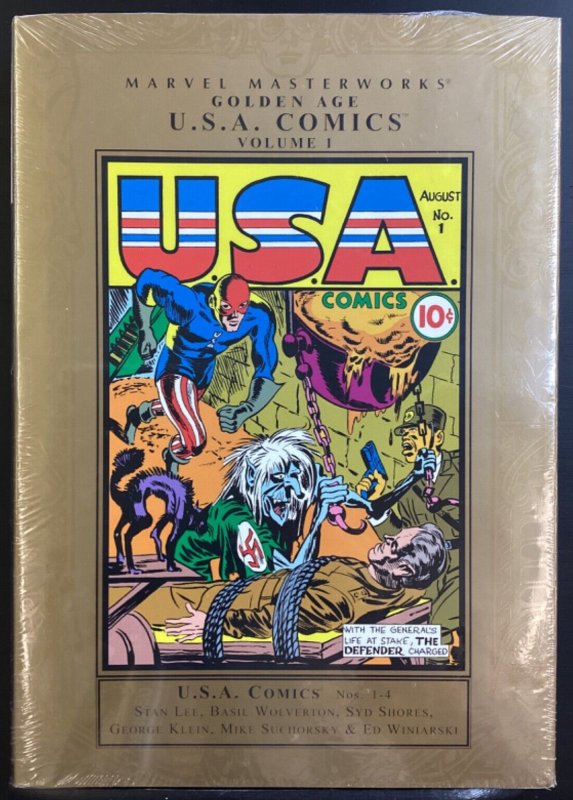 MARVEL MASTERWORKS®
GOLDEN AGE
U.S.A. COMICS™
VOLUME 1
U.S.A.
AUGUST
No.
1
COMICS
10¢
WITH THE GENERAL'S
LIFE AT STAKE, THE
DEFENDER CHARGED
U.S.A. COMICS Nos. 1-4
STAN LEE, BASIL WOLVERTON, SYD SHORES,
GEORGE KLEIN, MIKE SUCHORSKY & ED WINIARSKI